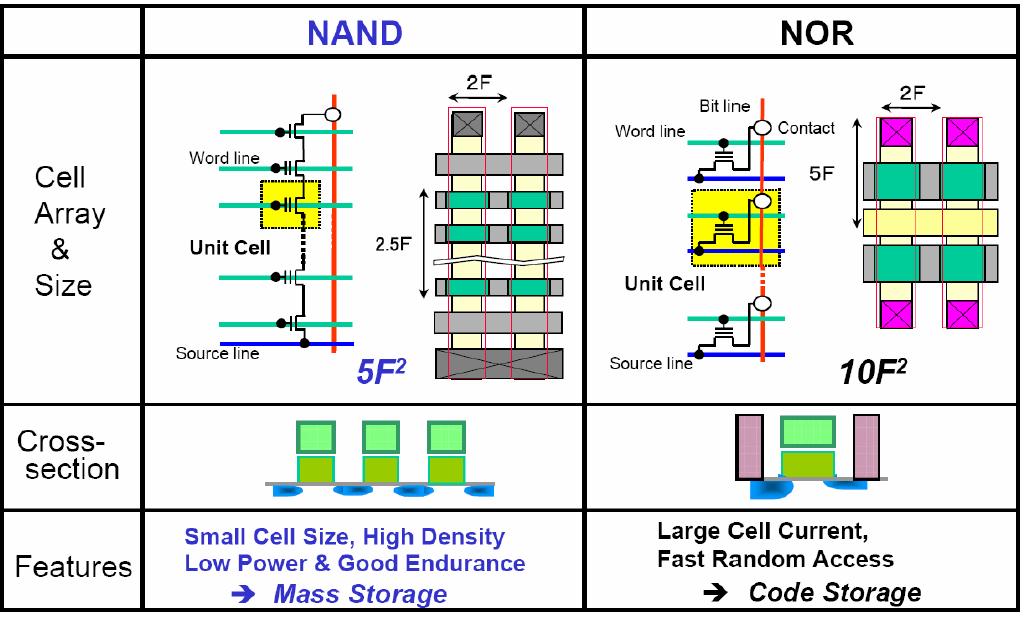 NAND
NOR
Cell
Array
&
Size
Word line
Unit Cell
Source line
2F
2.5F
5F²
Bit line
Word line
Contact
Unit Cell
Source line
2F
5F
10F²
Cross-
section
Features
Small Cell Size, High Density
Low Power & Good Endurance
➔ Mass Storage
Large Cell Current,
Fast Random Access
➔ Code Storage